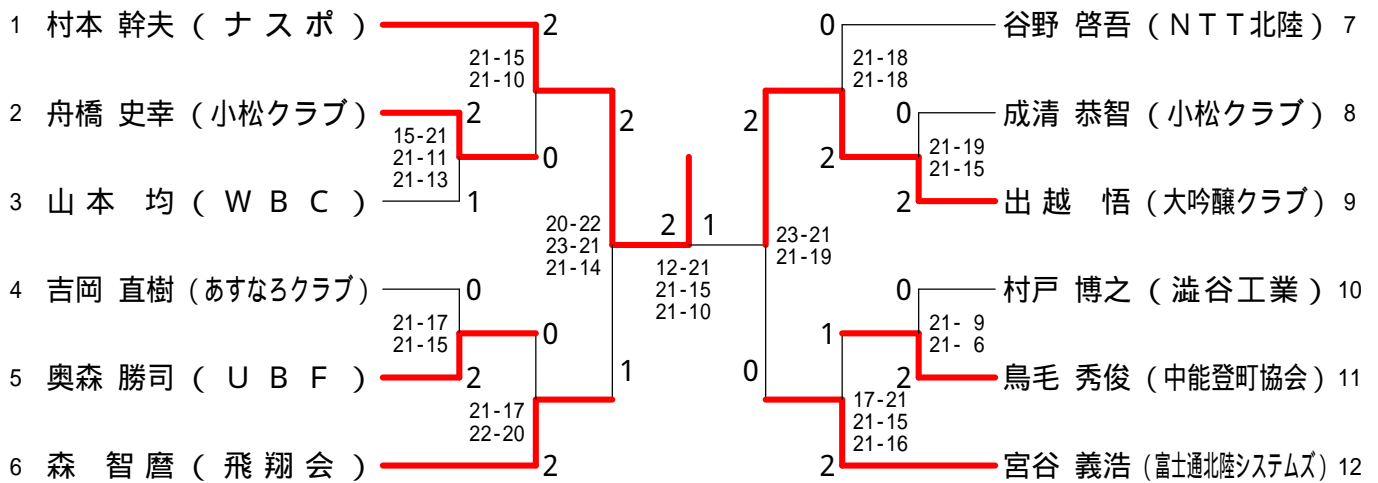 1 村本 幹夫 ( ナ ス ポ ) 2
21-15
21-10
2 舟橋 史幸 ( 小松クラブ ) 2
15-21
21-11
21-13
0
3 山本 均 ( W B C ) 1
2
20-22
23-21
21-14
4 吉岡 直樹 ( あすなろクラブ ) 0
21-17
21-15
0
5 奥森 勝司 ( U B F ) 2
21-17
22-20
1
6 森 智麿 ( 飛 翔 会 ) 2
2 1
12-21
21-15
21-10
0 谷野 啓吾 ( NTT北陸 ) 7
21-18
21-18
0 成清 恭智 ( 小松クラブ ) 8
2
21-19
21-15
2 出越 悟 ( 大吟醸クラブ ) 9
2
23-21
21-19
0 村戸 博之 ( 澁谷工業 ) 10
1
21- 9
21- 6
2 鳥毛 秀俊 ( 中能登町協会 ) 11
0
17-21
21-15
21-16
2 宮谷 義浩 ( 富士通北陸システムズ ) 12